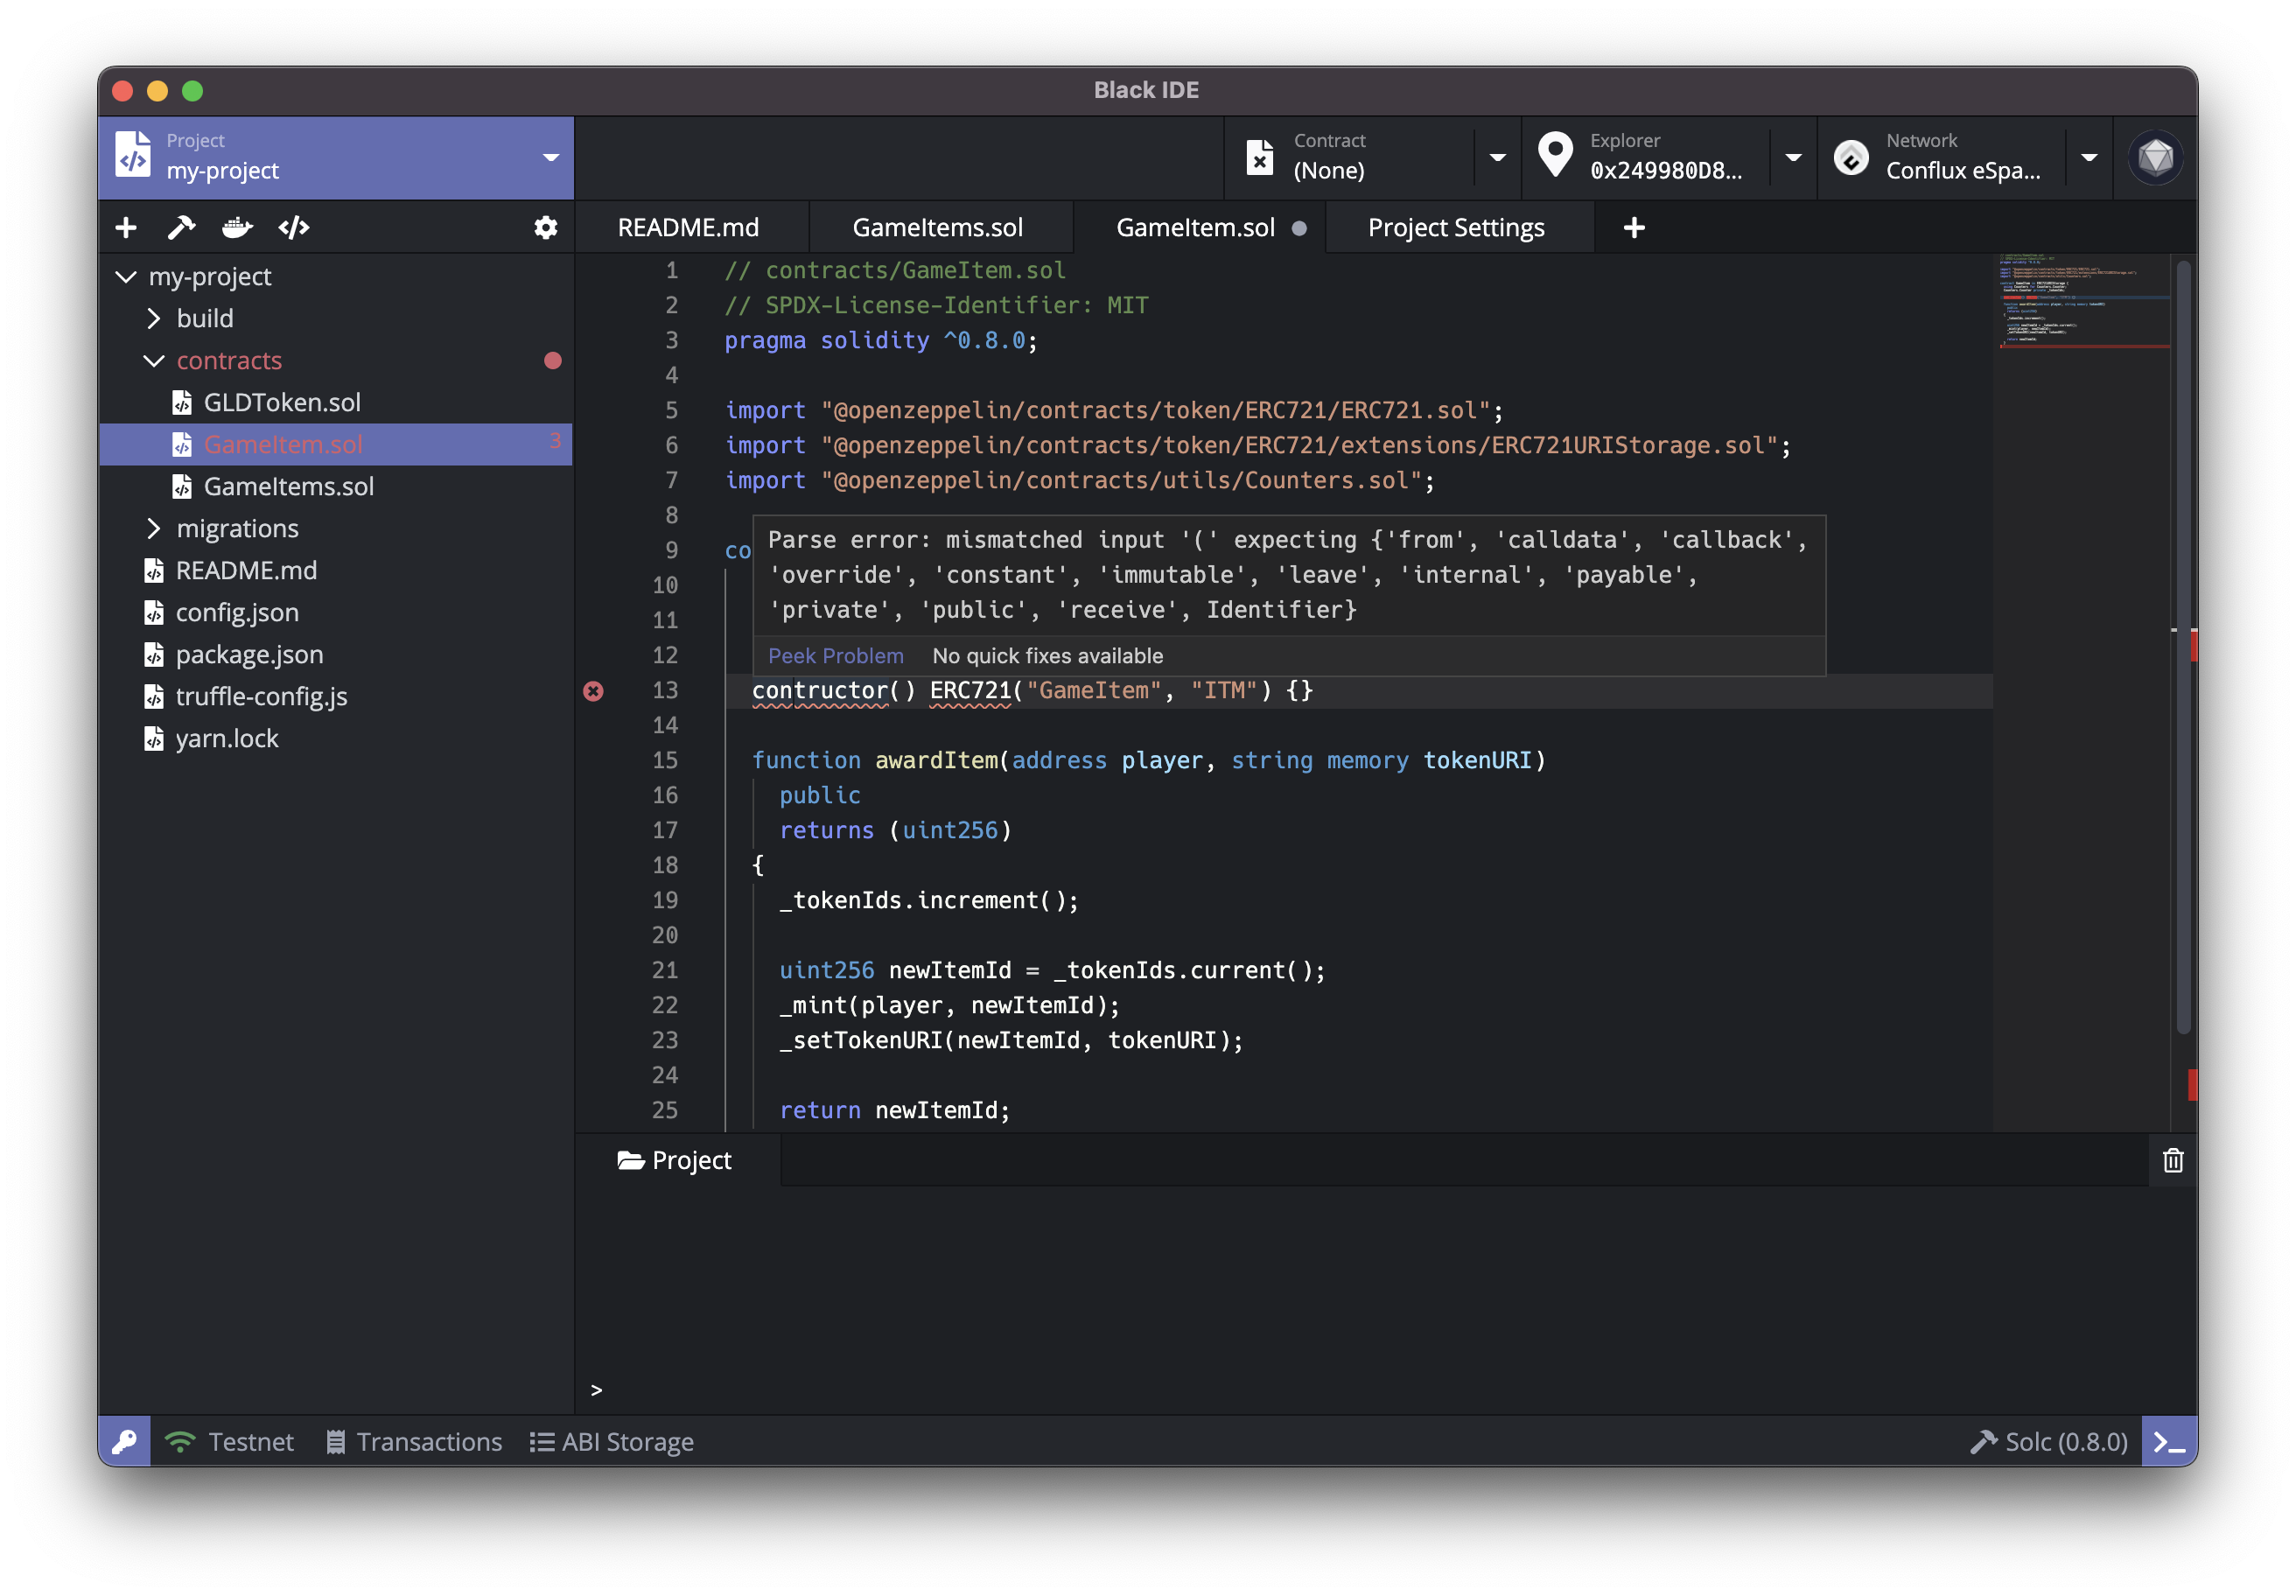 Black IDE
Project
my-project
Contract
(None)
Explorer
0x249980D8...
Network
Conflux eSpa...
README.md
GameItems.sol
GameItem.sol
Project Settings
my-project
build
contracts
GLDToken.sol
GameItem.sol 3
GameItems.sol
migrations
README.md
config.json
package.json
truffle-config.js
yarn.lock
1 // contracts/GameItem.sol
2 // SPDX-License-Identifier: MIT
3 pragma solidity ^0.8.0;
4
5 import "@openzeppelin/contracts/token/ERC721/ERC721.sol";
6 import "@openzeppelin/contracts/token/ERC721/extensions/ERC721URIStorage.sol";
7 import "@openzeppelin/contracts/utils/Counters.sol";
8
9 co
10
11
12
Parse error: mismatched input '(' expecting {'from', 'calldata', 'callback',
'override', 'constant', 'immutable', 'leave', 'internal', 'payable',
'private', 'public', 'receive', Identifier}
Peek Problem No quick fixes available
13 contructor() ERC721("GameItem", "ITM") {}
14
15 function awardItem(address player, string memory tokenURI)
16 public
17 returns (uint256)
18 {
19 _tokenIds.increment();
20
21 uint256 newItemId = _tokenIds.current();
22 _mint(player, newItemId);
23 _setTokenURI(newItemId, tokenURI);
24
25 return newItemId;
Project
>
Testnet
Transactions
ABI Storage
Solc (0.8.0)